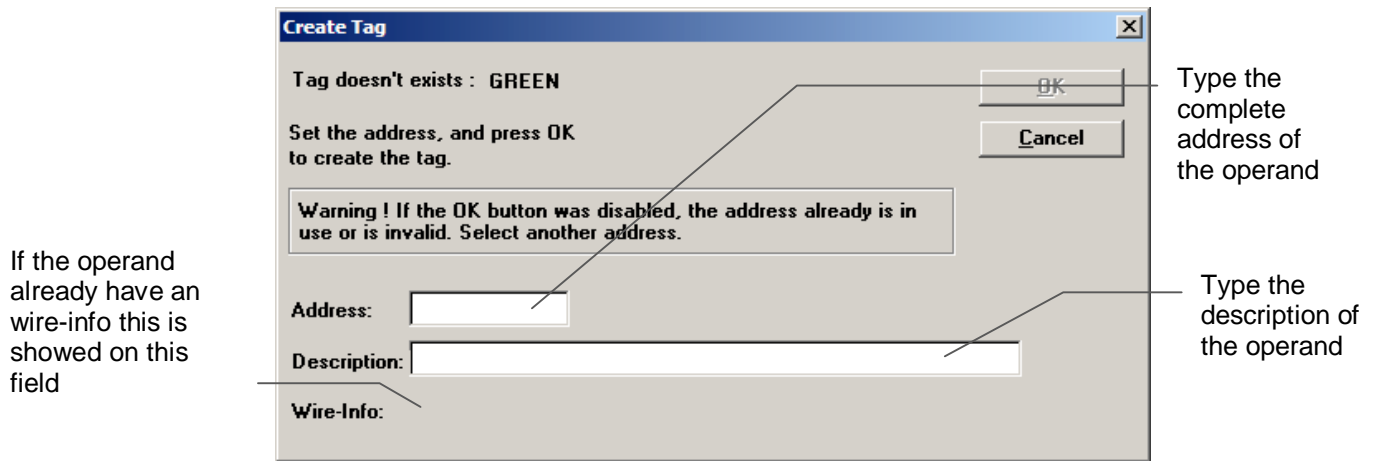 Create Tag
Tag doesn't exists : GREEN
OK
Set the address, and press OK
to create the tag.
Cancel
Warning ! If the OK button was disabled, the address already is in
use or is invalid. Select another address.
Address:
Description:
Wire-Info:
Type the
complete
address of
the operand
If the operand
already have an
wire-info this is
showed on this
field
Type the
description of
the operand